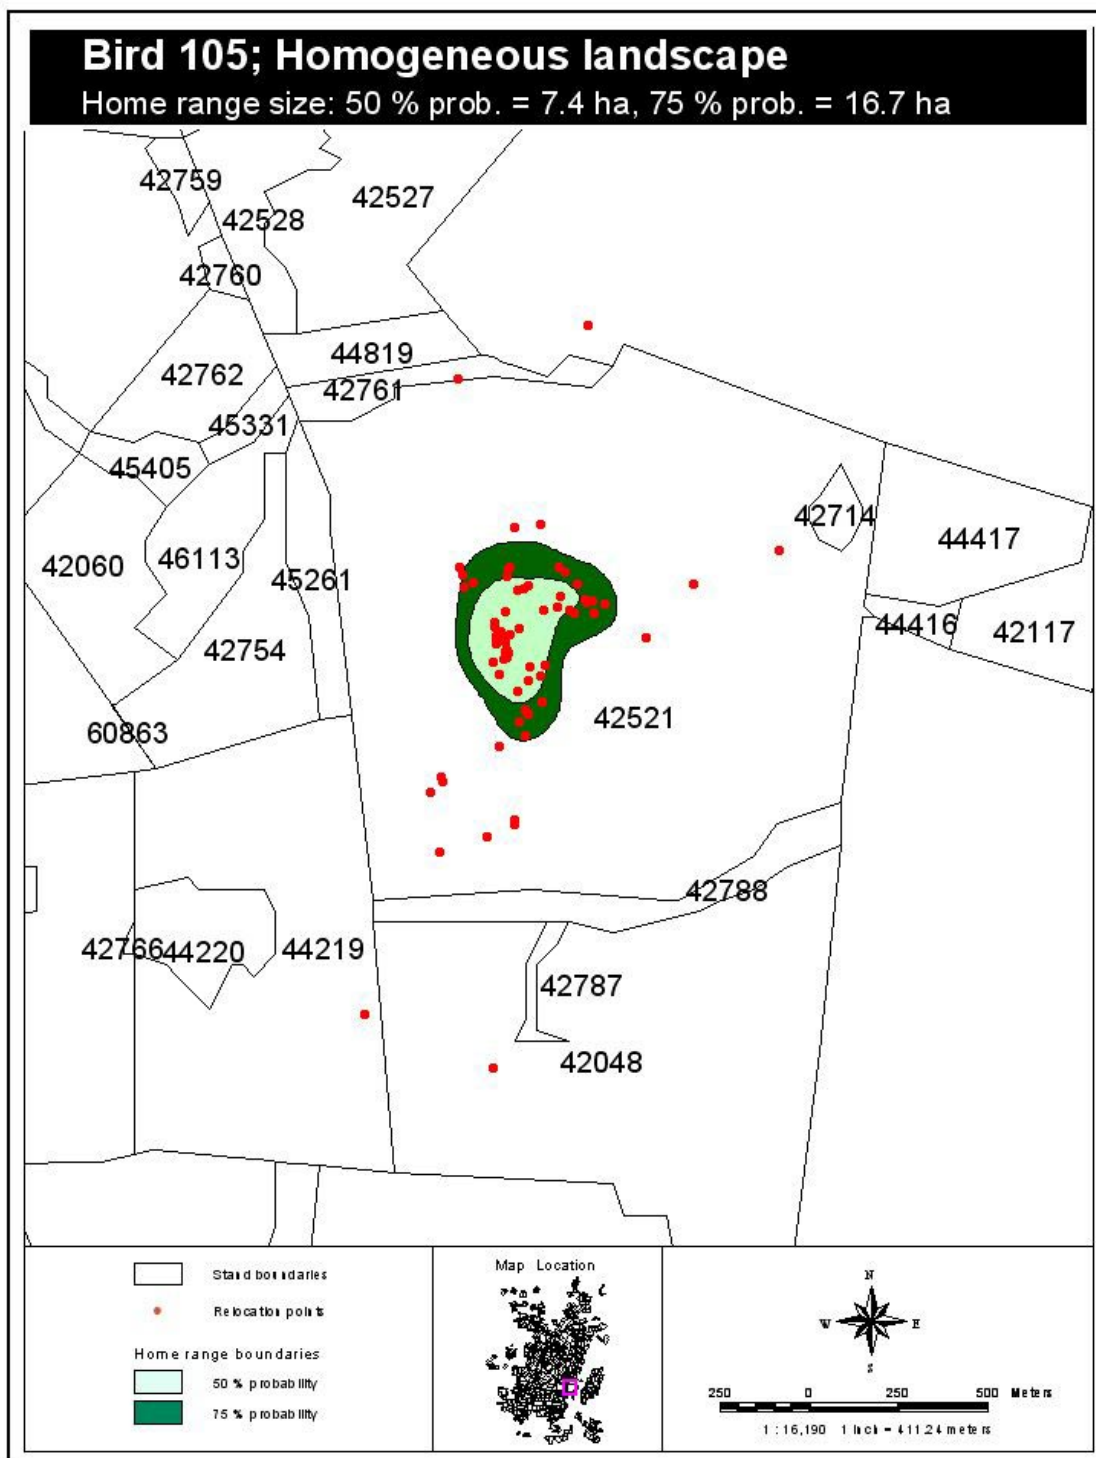 Bird 105; Homogeneous landscape
Home range size: 50 % prob. = 7.4 ha, 75 % prob. = 16.7 ha
42759
42528
42527
42760
44819
42762
42761
45331
45405
42714
44417
42060
46113
45261
44416
42117
42754
42521
60863
42788
42766
44220
44219
42787
42048
Stand boundaries
Relocation points
Home range boundaries
50 % probability
75 % probability
Map Location
N
W
E
S
250 0 250 500 Meters
1 : 16,190 1 Inch = 411.24 meters